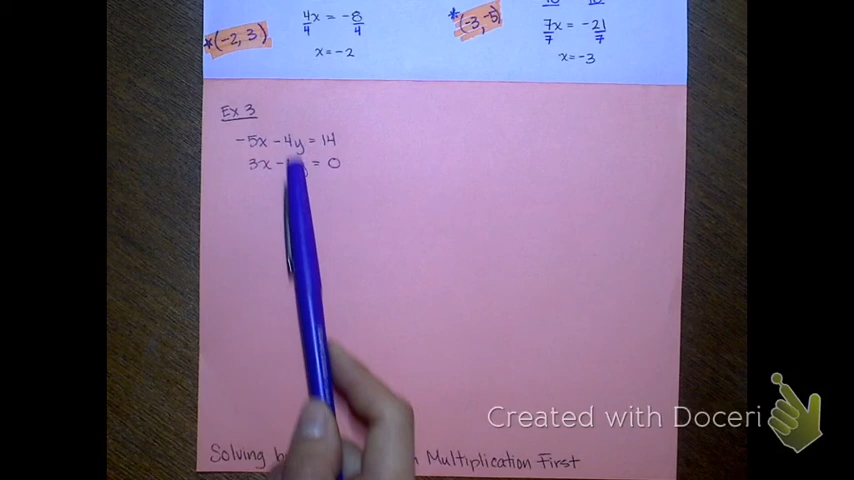 4x = -8
4 4
*(-2, 3)
x = -2
*(-3, -5)
7x = -21
7 7
x = -3
Ex 3
-5x - 4y = 14
3x - = 0
Solving Multiplication First
Created with Doceri